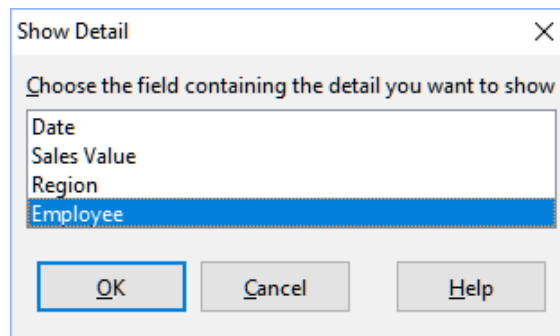 Show Detail
Choose the field containing the detail you want to show
Date
Sales Value
Region
Employee
OK Cancel Help